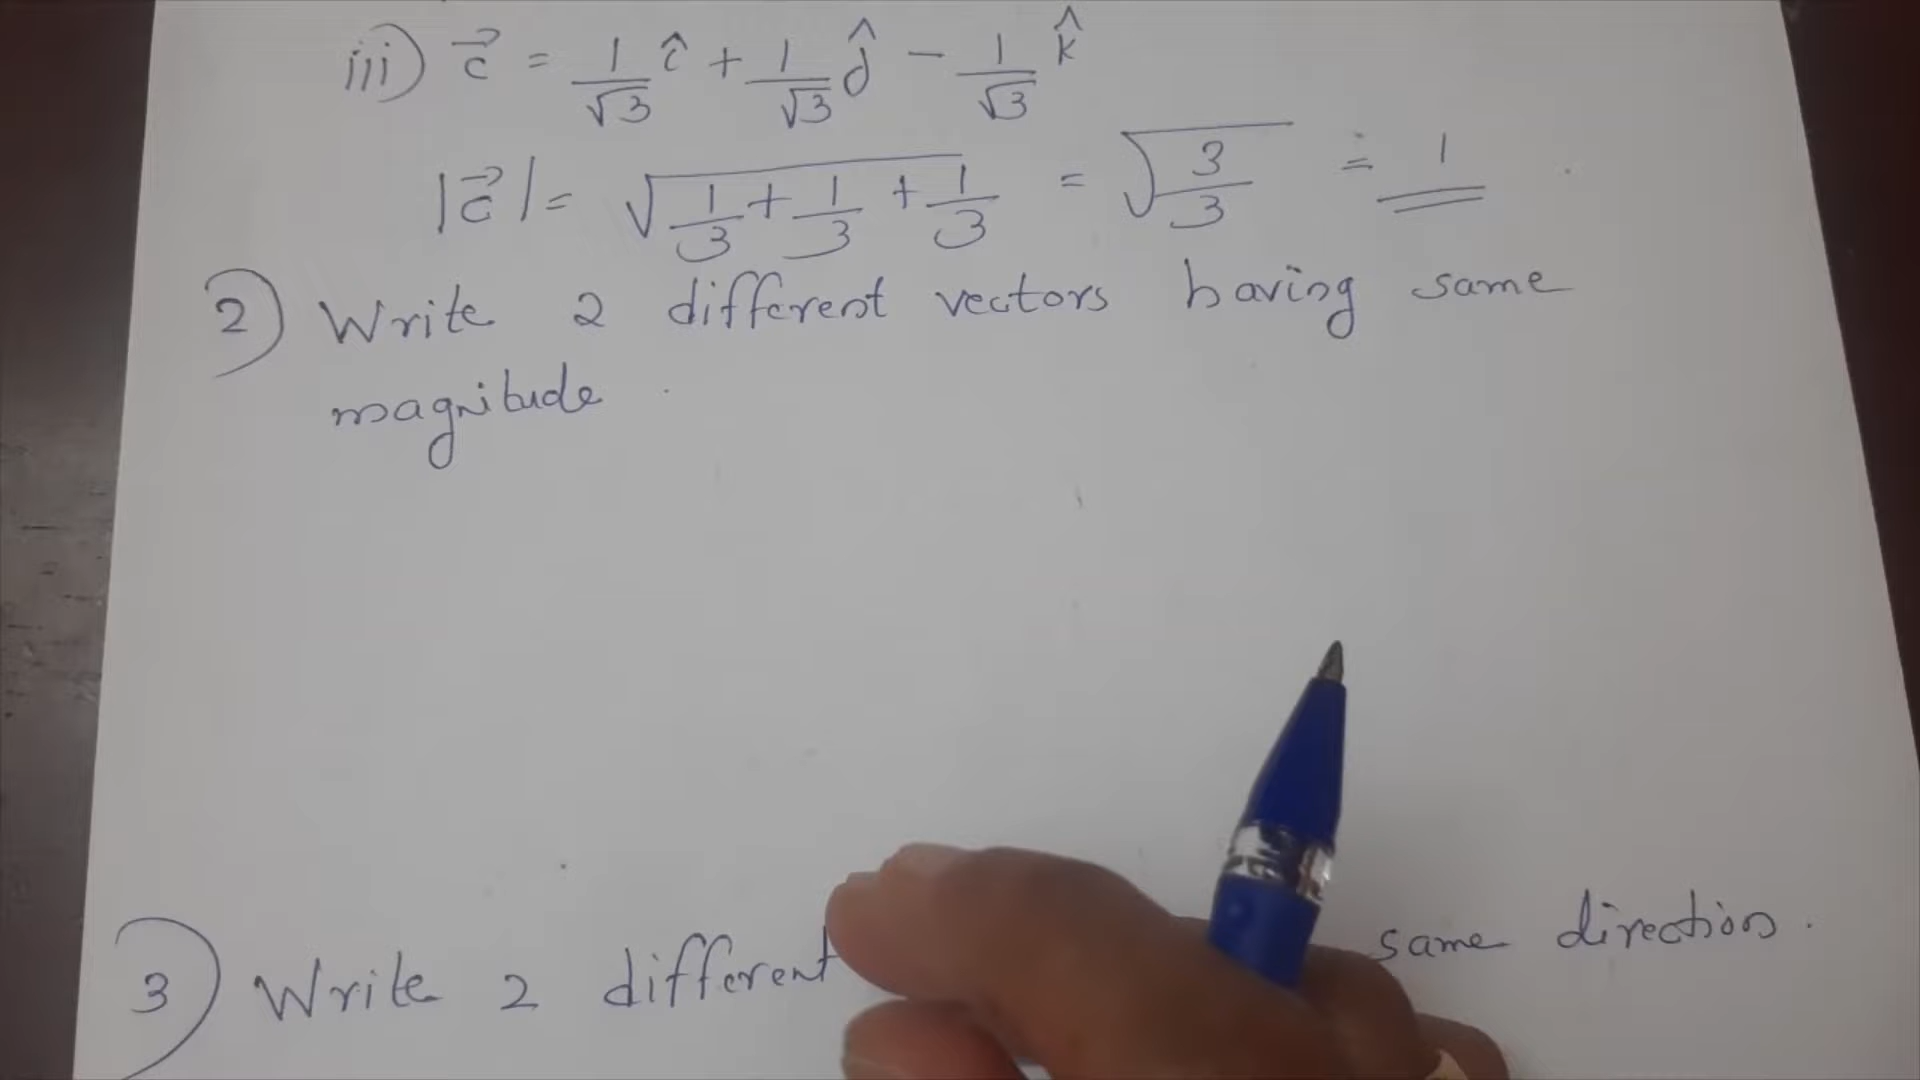 iii) c⃗ = 1/√3 î + 1/√3 ĵ - 1/√3 k̂
|c⃗| = √(1/3 + 1/3 + 1/3) = √(3/3) = 1
2) Write 2 different vectors having same
magnitude.
3) Write 2 different same direction.